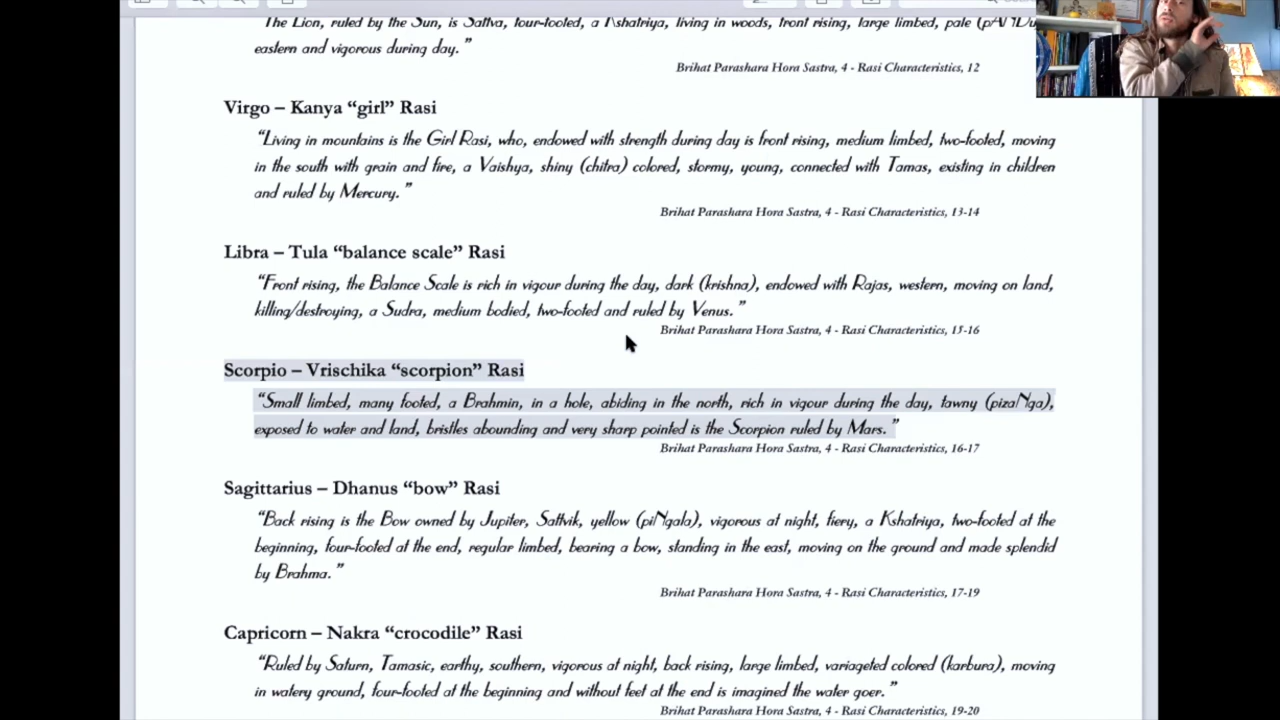 The Lion, ruled by the Sun, is Sattva, four-footed, a Kshatriya, living in woods, front rising, large limbed, pale
eastern and vigorous during day.”
Brihat Parashara Hora Sastra, 4 - Rasi Characteristics, 12
Virgo – Kanya “girl” Rasi
“Living in mountains is the Girl Rasi, who, endowed with strength during day is front rising, medium limbed, two-footed, moving
in the south with grain and fire, a Vaishya, shiny (chitra) colored, stormy, young, connected with Tamas, existing in children
and ruled by Mercury.”
Brihat Parashara Hora Sastra, 4 - Rasi Characteristics, 13-14
Libra – Tula “balance scale” Rasi
“Front rising, the Balance Scale is rich in vigour during the day, dark (krishna), endowed with Rajas, western, moving on land,
killing/destroying, a Sudra, medium bodied, two-footed and ruled by Venus.”
Brihat Parashara Hora Sastra, 4 - Rasi Characteristics, 15-16
Scorpio – Vrischika “scorpion” Rasi
“Small limbed, many footed, a Brahmin, in a hole, abiding in the north, rich in vigour during the day, tawny (pizaNga),
exposed to water and land, bristles abounding and very sharp pointed is the Scorpion ruled by Mars.”
Brihat Parashara Hora Sastra, 4 - Rasi Characteristics, 16-17
Sagittarius – Dhanus “bow” Rasi
“Back rising is the Bow owned by Jupiter, Sattvik, yellow (piNgala), vigorous at night, fiery, a Kshatriya, two-footed at the
beginning, four-footed at the end, regular limbed, bearing a bow, standing in the east, moving on the ground and made splendid
by Brahma.”
Brihat Parashara Hora Sastra, 4 - Rasi Characteristics, 17-19
Capricorn – Nakra “crocodile” Rasi
“Ruled by Saturn, Tamasic, earthy, southern, vigorous at night, back rising, large limbed, variagated colored (karbura), moving
in watery ground, four-footed at the beginning and without feet at the end is imagined the water goer.”
Brihat Parashara Hora Sastra, 4 - Rasi Characteristics, 19-20